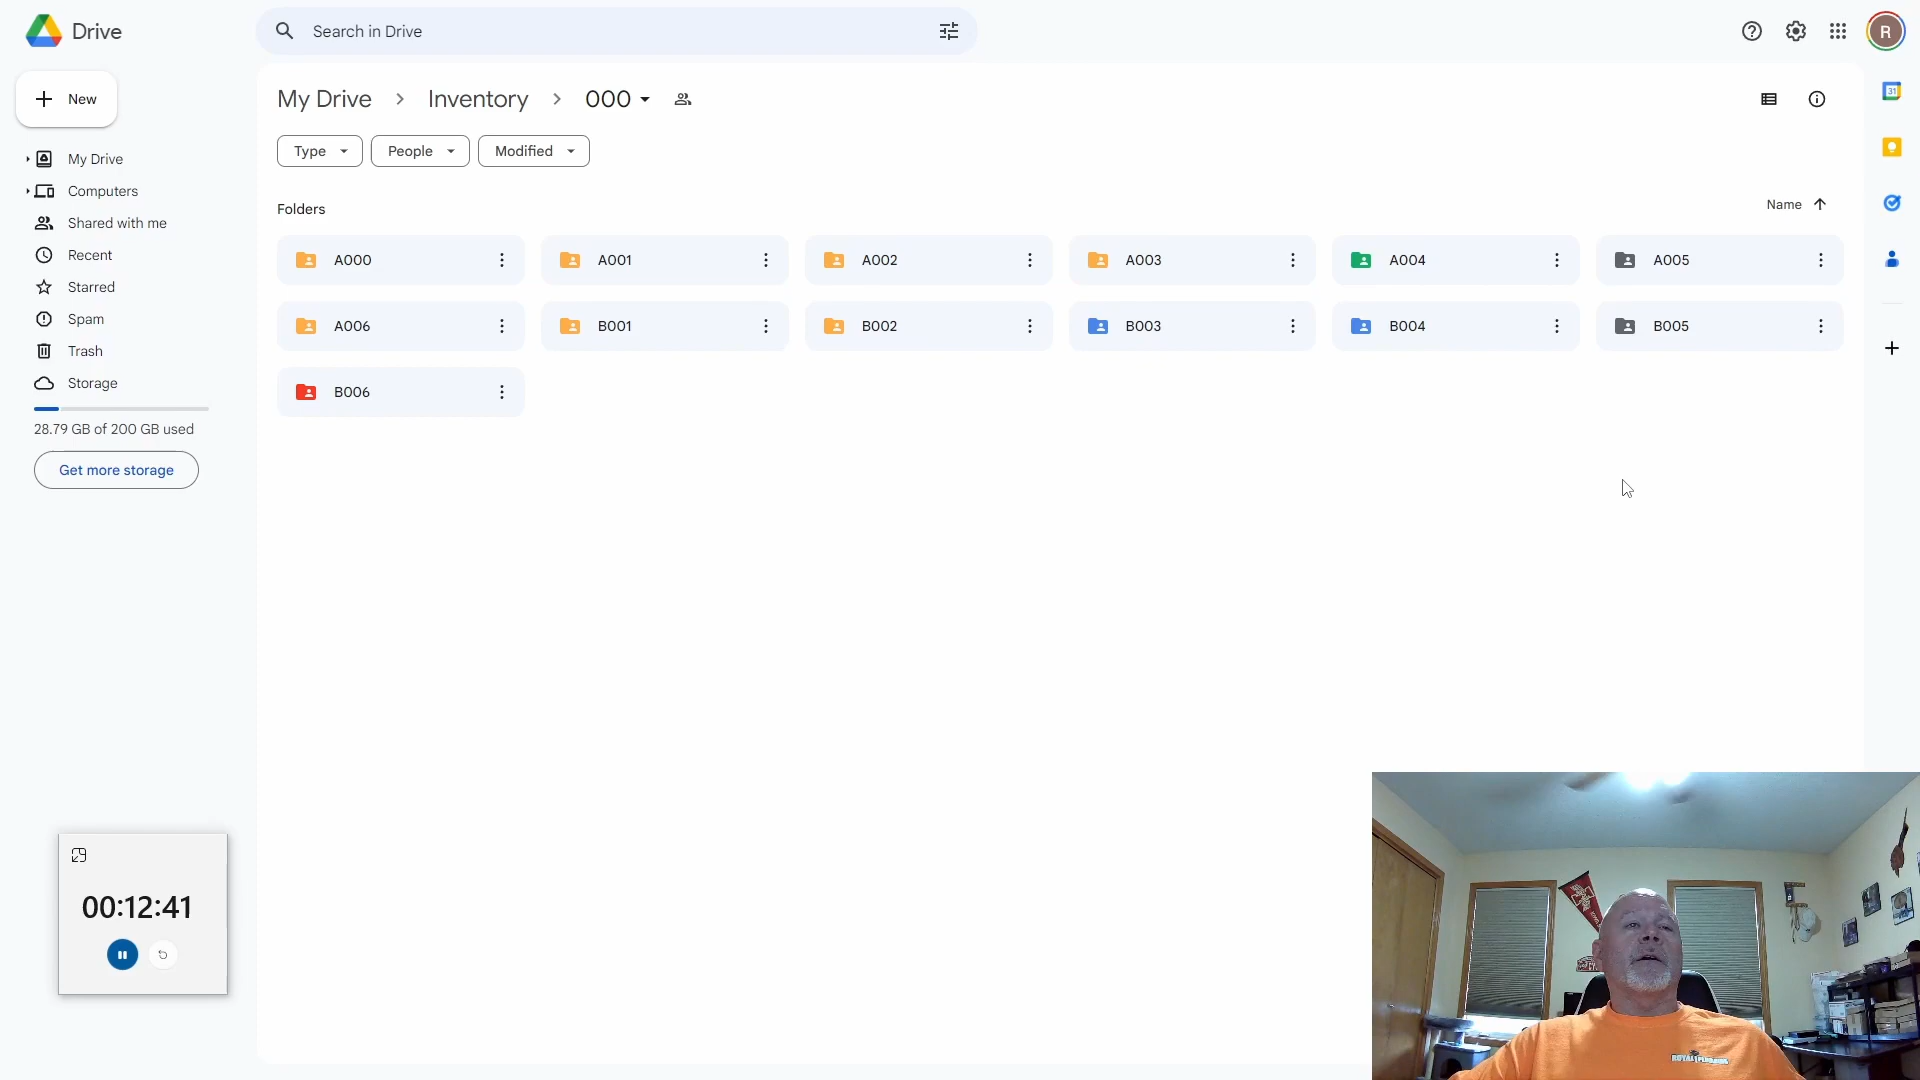 Drive
Search in Drive
R
New
My Drive
Computers
Shared with me
Recent
Starred
Spam
Trash
Storage
28.79 GB of 200 GB used
Get more storage
My Drive > Inventory > 000
Type
People
Modified
Folders
Name
A000
A001
A002
A003
A004
A005
A006
B001
B002
B003
B004
B005
B006
31
00:12:41